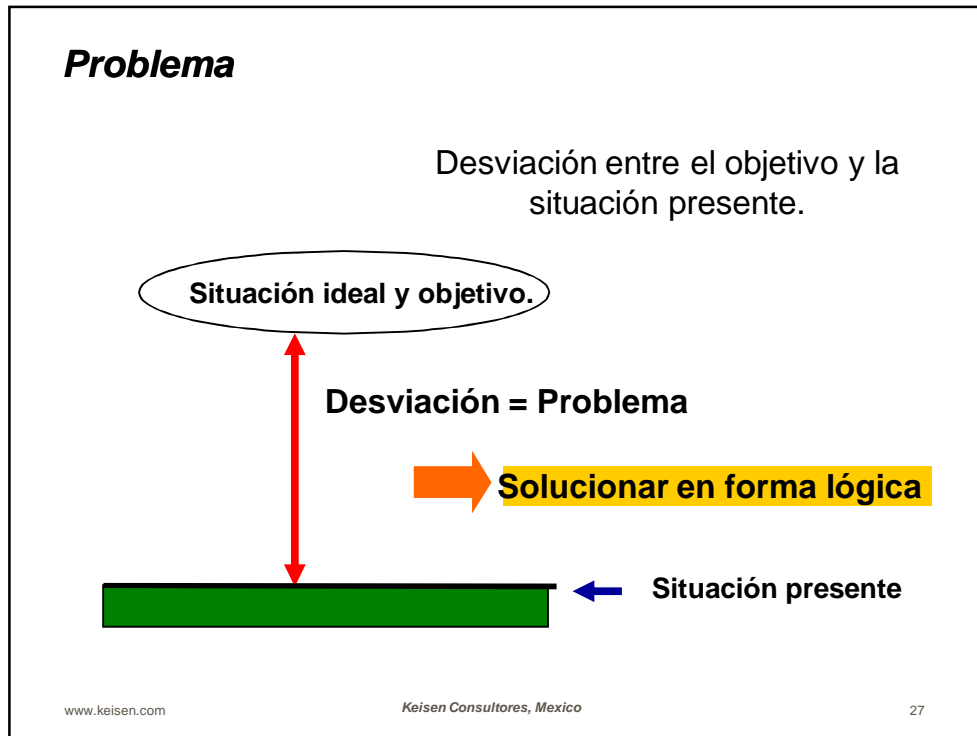 Problema
Desviación entre el objetivo y la
situación presente.
Situación ideal y objetivo.
Desviación = Problema
Solucionar en forma lógica
Situación presente
www.keisen.com
Keisen Consultores, Mexico
27